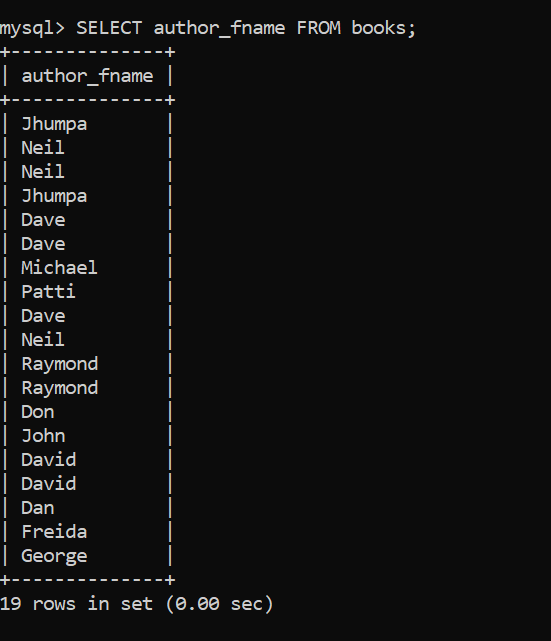 mysql> SELECT author_fname FROM books;
+--------------+
| author_fname |
+--------------+
| Jhumpa       |
| Neil         |
| Neil         |
| Jhumpa       |
| Dave         |
| Dave         |
| Michael      |
| Patti        |
| Dave         |
| Neil         |
| Raymond      |
| Raymond      |
| Don          |
| John         |
| David        |
| David        |
| Dan          |
| Freida       |
| George       |
+--------------+
19 rows in set (0.00 sec)